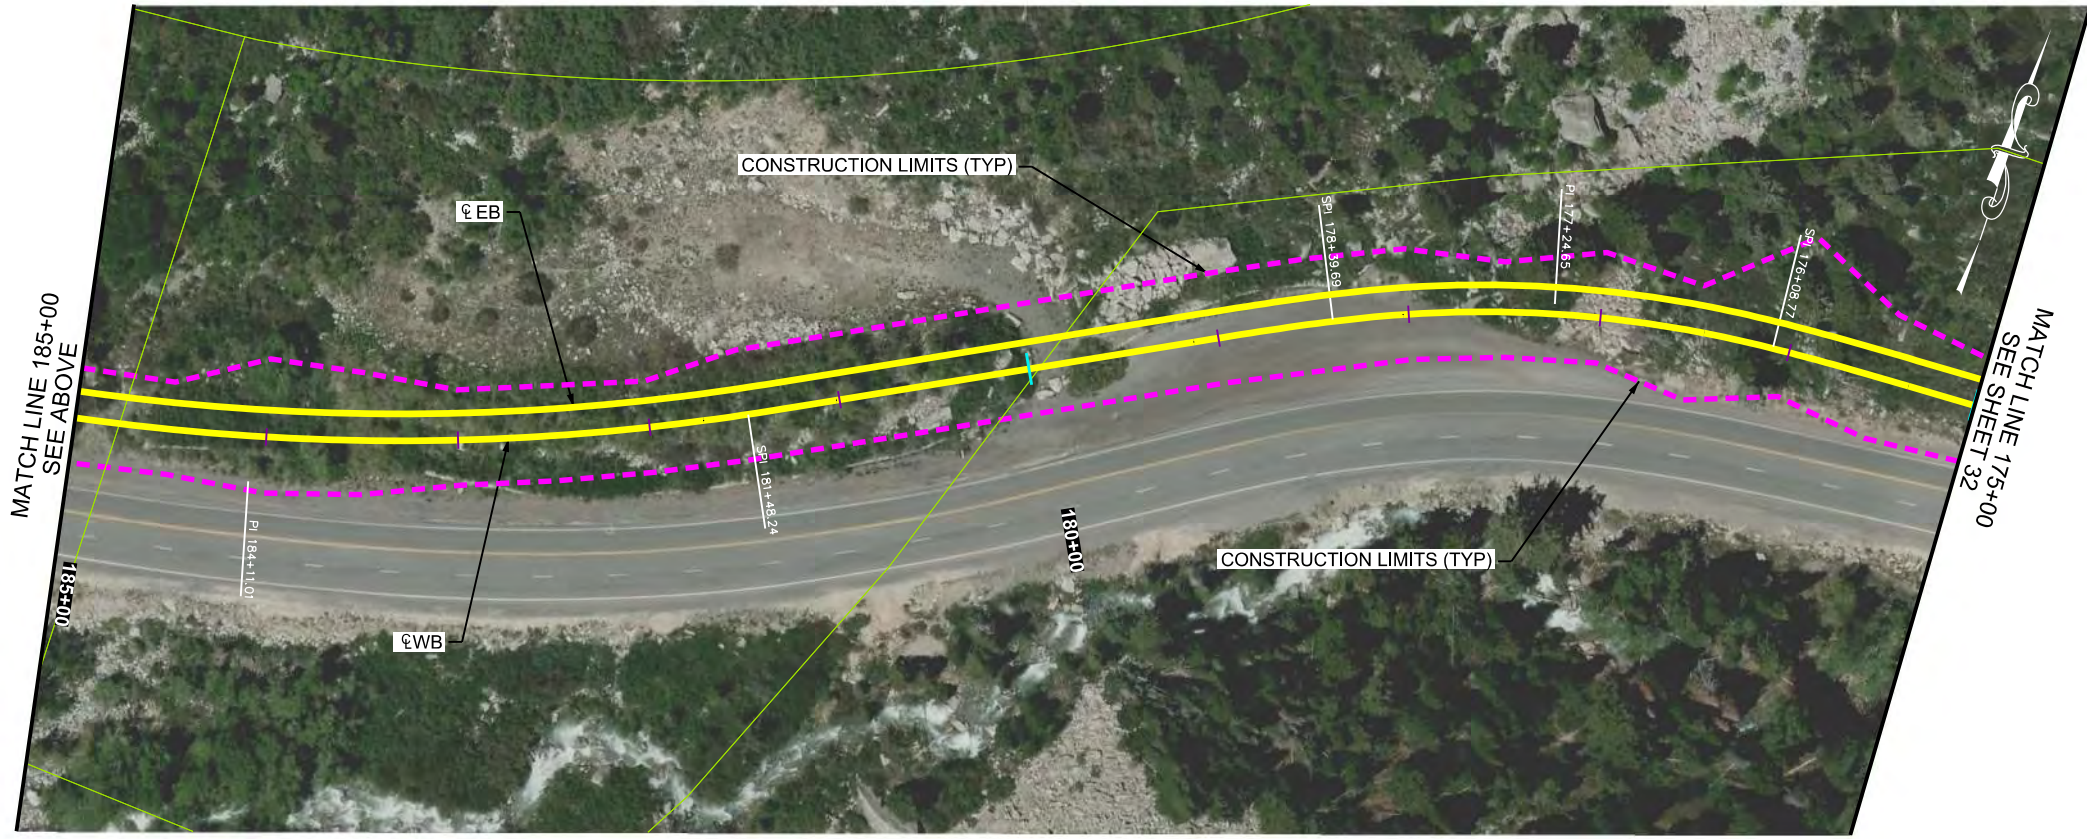 CONSTRUCTION LIMITS (TYP)
℄ EB
SPI 178+39.69
PI 177+24.65
SPI 176+08.77
MATCH LINE 185+00
SEE ABOVE
MATCH LINE 175+00
SEE SHEET 32
SPI 181+48.24
PI 184+11.01
180+00
185+00
CONSTRUCTION LIMITS (TYP)
℄ WB